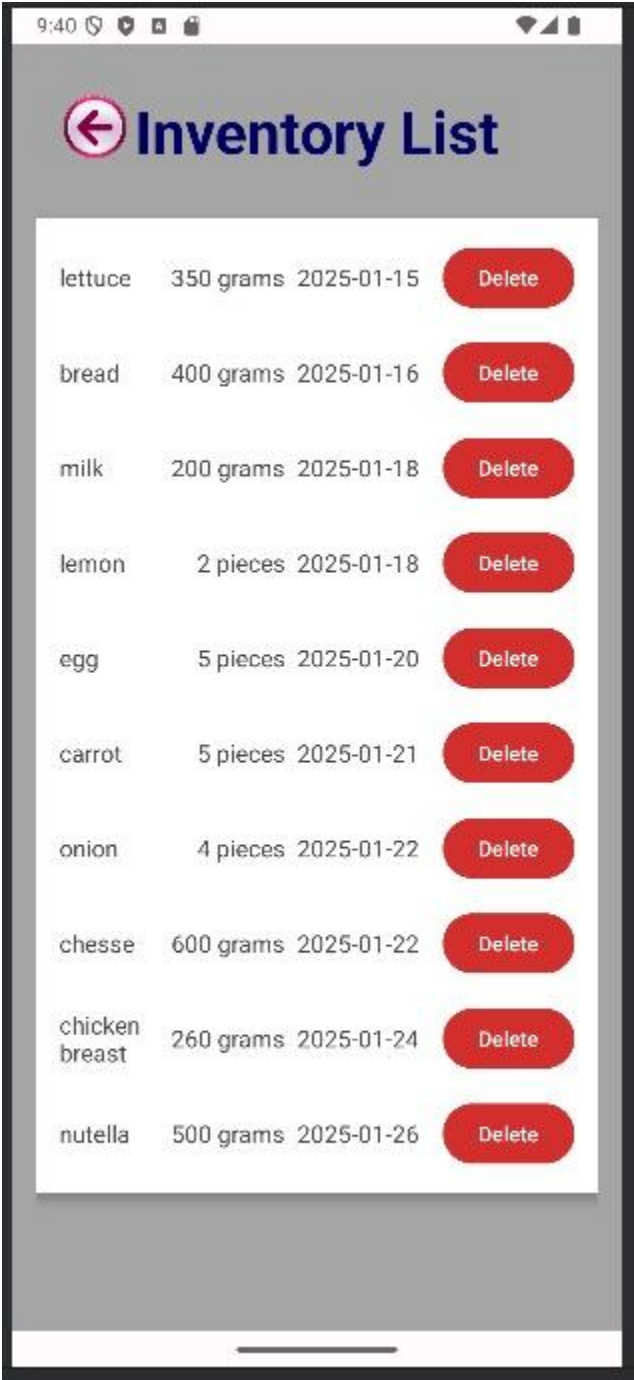 9:40
Inventory List
lettuce 350 grams 2025-01-15 Delete
bread 400 grams 2025-01-16 Delete
milk 200 grams 2025-01-18 Delete
lemon 2 pieces 2025-01-18 Delete
egg 5 pieces 2025-01-20 Delete
carrot 5 pieces 2025-01-21 Delete
onion 4 pieces 2025-01-22 Delete
chesse 600 grams 2025-01-22 Delete
chicken
breast 260 grams 2025-01-24 Delete
nutella 500 grams 2025-01-26 Delete